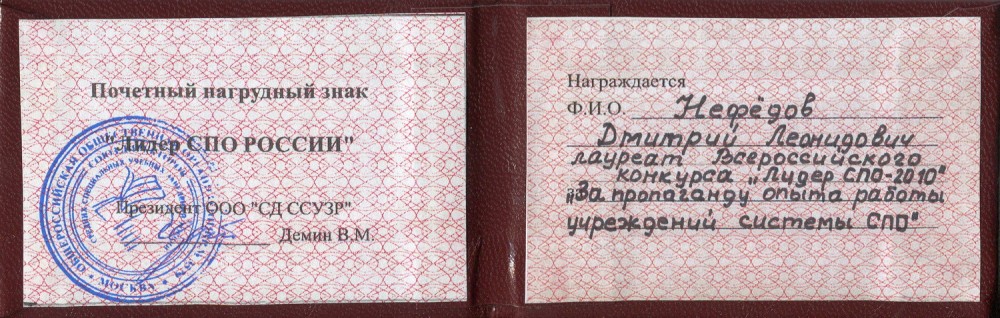 Почетный нагрудный знак
"Лидер СПО РОССИИ"
Президент ООО "СД ССУЗР"
Демин В.М.
МОСКВА
Награждается
Ф.И.О. Нефёдов
Дмитрий Леонидович
лауреат Всероссийского
конкурса „Лидер СПО-2010"
„За пропаганду опыта работы
учреждений системы СПО"